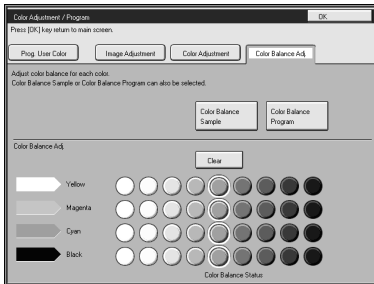 Color Adjustment / Program
OK
Press [OK] key return to main screen.
Prog. User Color
Image Adjustment
Color Adjustment
Color Balance Adj.
Adjust color balance for each color.
Color Balance Sample or Color Balance Program can also be selected.
Color Balance
Sample
Color Balance
Program
Color Balance Adj.
Clear
Yellow
Magenta
Cyan
Black
Color Balance Status